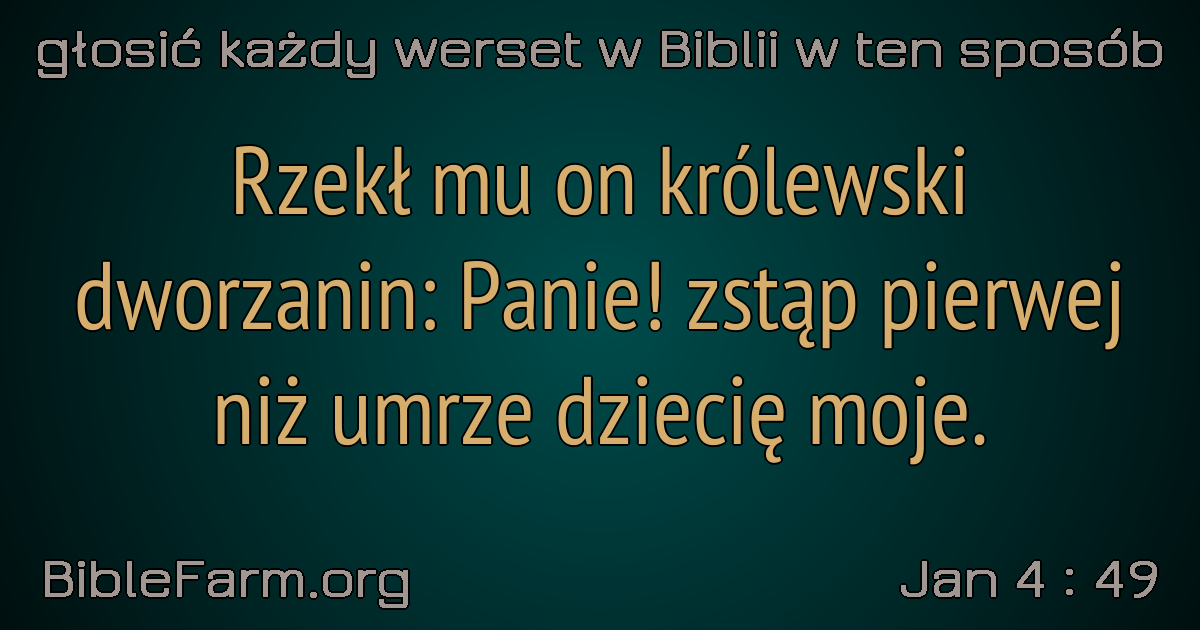 głosić każdy werset w Biblii w ten sposób
Rzekł mu on królewski
dworzanin: Panie! zstąp pierwej
niż umrze dziecię moje.
BibleFarm.org
Jan 4 : 49